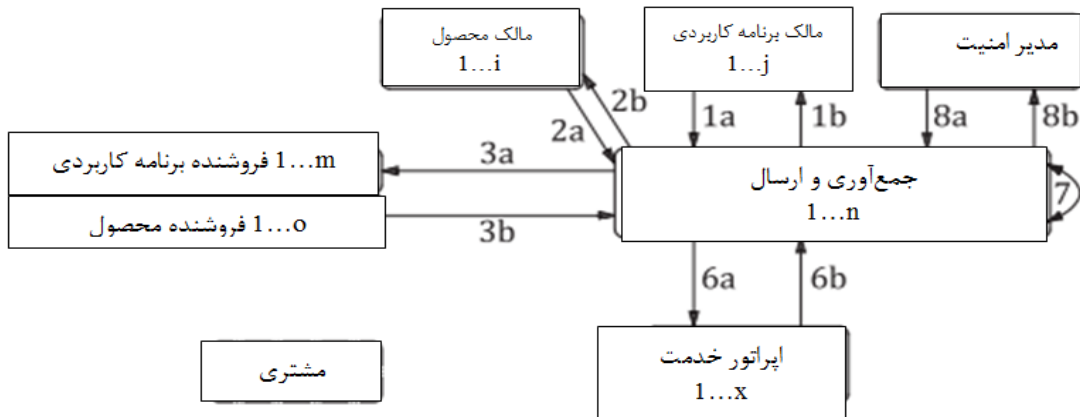 مالک محصول
1...i
مالک برنامه کاربردی
1...j
مدیر امنیت
2a
2b
1a
1b
8a
8b
1...m فروشنده برنامه کاربردی
3a
جمع‌آوری و ارسال
1...n
7
1...o فروشنده محصول
3b
6a
6b
مشتری
اپراتور خدمت
1...x